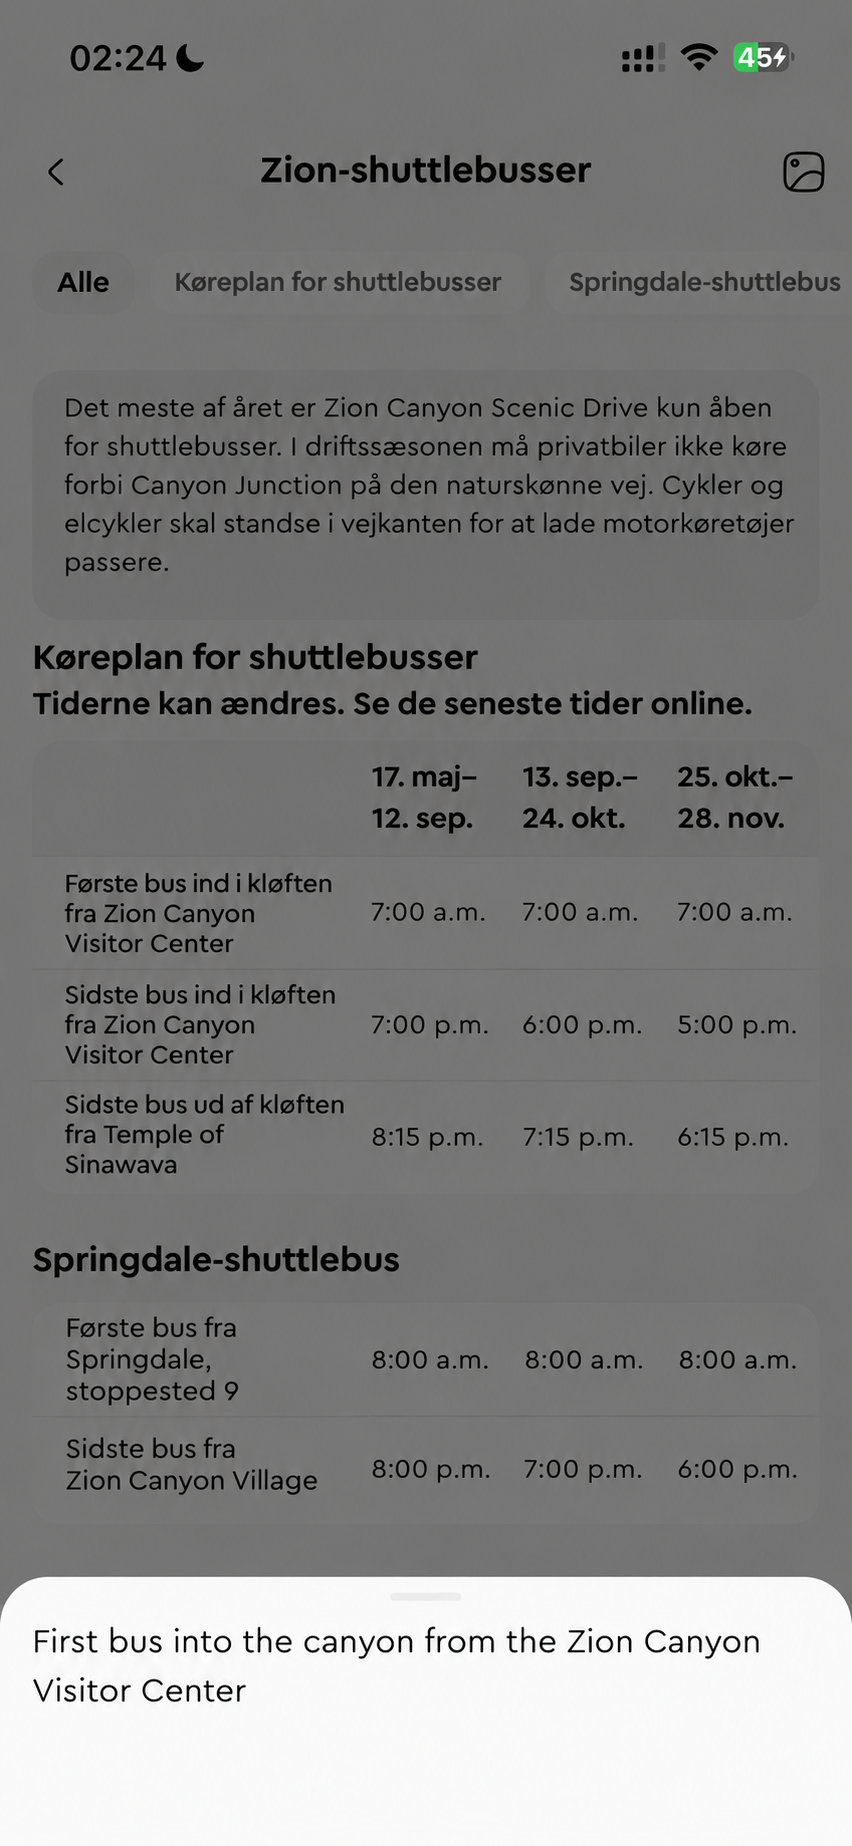 02:24
45
Zion-shuttlebusser
Alle
Køreplan for shuttlebusser
Springdale-shuttlebus
Det meste af året er Zion Canyon Scenic Drive kun åben
for shuttlebusser. I driftssæsonen må privatbiler ikke køre
forbi Canyon Junction på den naturskønne vej. Cykler og
elcykler skal standse i vejkanten for at lade motorkøretøjer
passere.
Køreplan for shuttlebusser
Tiderne kan ændres. Se de seneste tider online.
17. maj– 13. sep.– 25. okt.–
12. sep. 24. okt. 28. nov.
Første bus ind i kløften
fra Zion Canyon
Visitor Center
7:00 a.m. 7:00 a.m. 7:00 a.m.
Sidste bus ind i kløften
fra Zion Canyon
Visitor Center
7:00 p.m. 6:00 p.m. 5:00 p.m.
Sidste bus ud af kløften
fra Temple of
Sinawava
8:15 p.m. 7:15 p.m. 6:15 p.m.
Springdale-shuttlebus
Første bus fra
Springdale,
stoppested 9
8:00 a.m. 8:00 a.m. 8:00 a.m.
Sidste bus fra
Zion Canyon Village
8:00 p.m. 7:00 p.m. 6:00 p.m.
First bus into the canyon from the Zion Canyon
Visitor Center